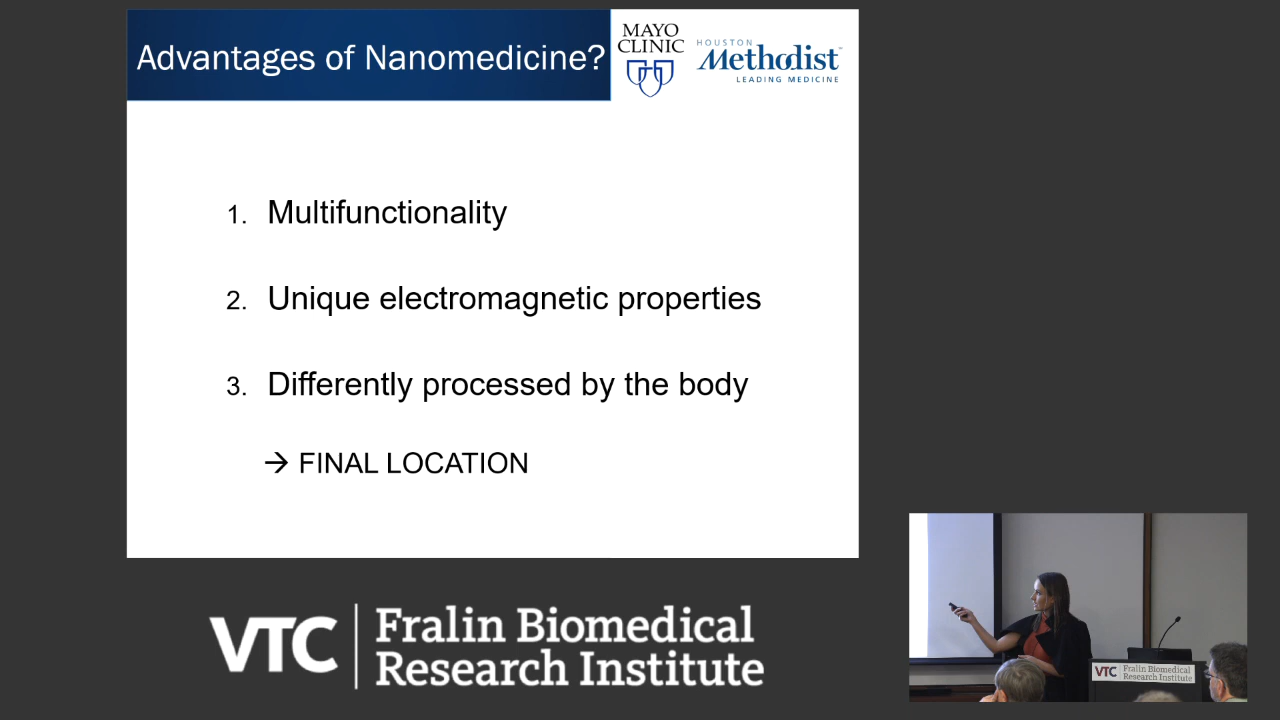 Advantages of Nanomedicine?
MAYO
CLINIC
HOUSTON
Methodist
LEADING MEDICINE
1. Multifunctionality
2. Unique electromagnetic properties
3. Differently processed by the body
→ FINAL LOCATION
VTC
Fralin Biomedical
Research Institute
VTC
Fralin Biomedical
Research Institute